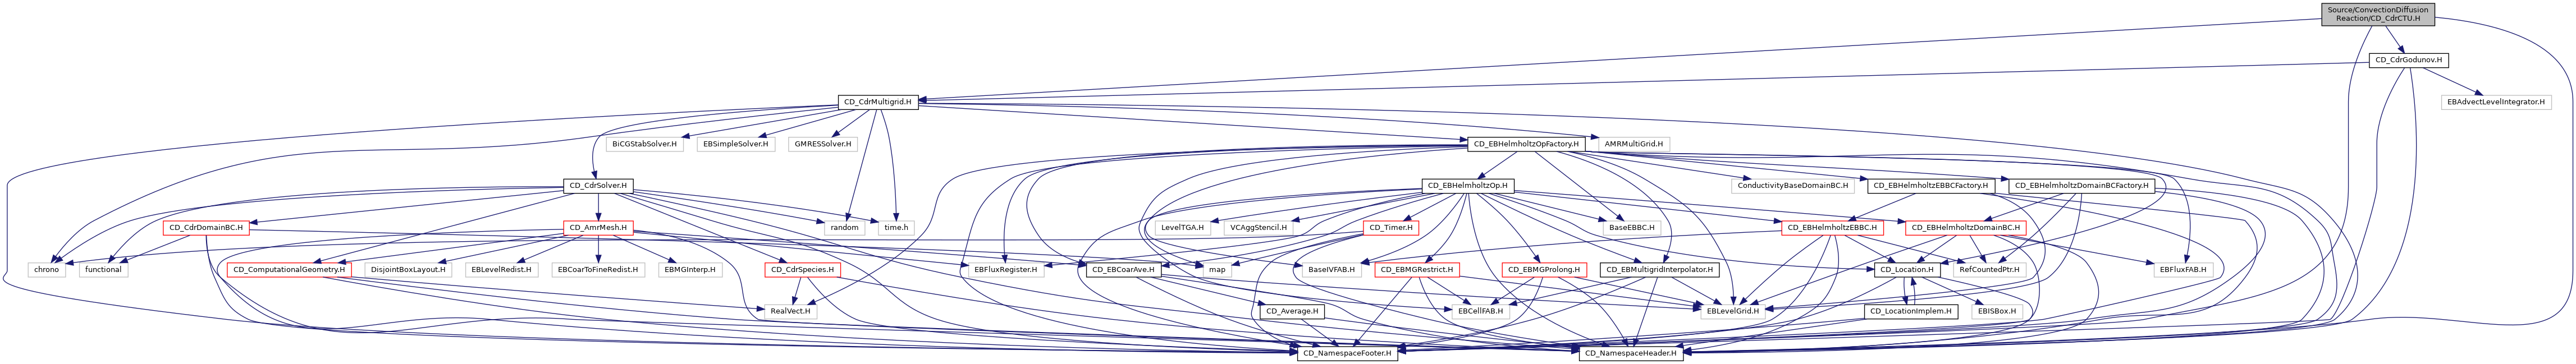 Source/ConvectionDiffusion
Reaction/CD_CdrCTU.H
CD_CdrGodunov.H
CD_CdrMultigrid.H
EBAdvectLevelIntegrator.H
BiCGStabSolver.H
EBSimpleSolver.H
GMRESSolver.H
CD_EBHelmholtzOpFactory.H
AMRMultiGrid.H
CD_CdrSolver.H
CD_EBHelmholtzOp.H
ConductivityBaseDomainBC.H
CD_EBHelmholtzEBBCFactory.H
CD_EBHelmholtzDomainBCFactory.H
CD_CdrDomainBC.H
CD_AmrMesh.H
random
time.h
LevelTGA.H
VCAggStencil.H
CD_Timer.H
BaseEBBC.H
CD_EBHelmholtzEBBC.H
CD_EBHelmholtzDomainBC.H
chrono
functional
CD_ComputationalGeometry.H
DisjointBoxLayout.H
EBLevelRedist.H
EBCoarToFineRedist.H
EBMGInterp.H
CD_CdrSpecies.H
EBFluxRegister.H
CD_EBCoarAve.H
map
BaseIVFAB.H
CD_EBMGRestrict.H
CD_EBMGProlong.H
CD_EBMultigridInterpolator.H
CD_Location.H
RefCountedPtr.H
EBFluxFAB.H
RealVect.H
CD_Average.H
EBCellFAB.H
EBLevelGrid.H
CD_LocationImplem.H
EBISBox.H
CD_NamespaceFooter.H
CD_NamespaceHeader.H